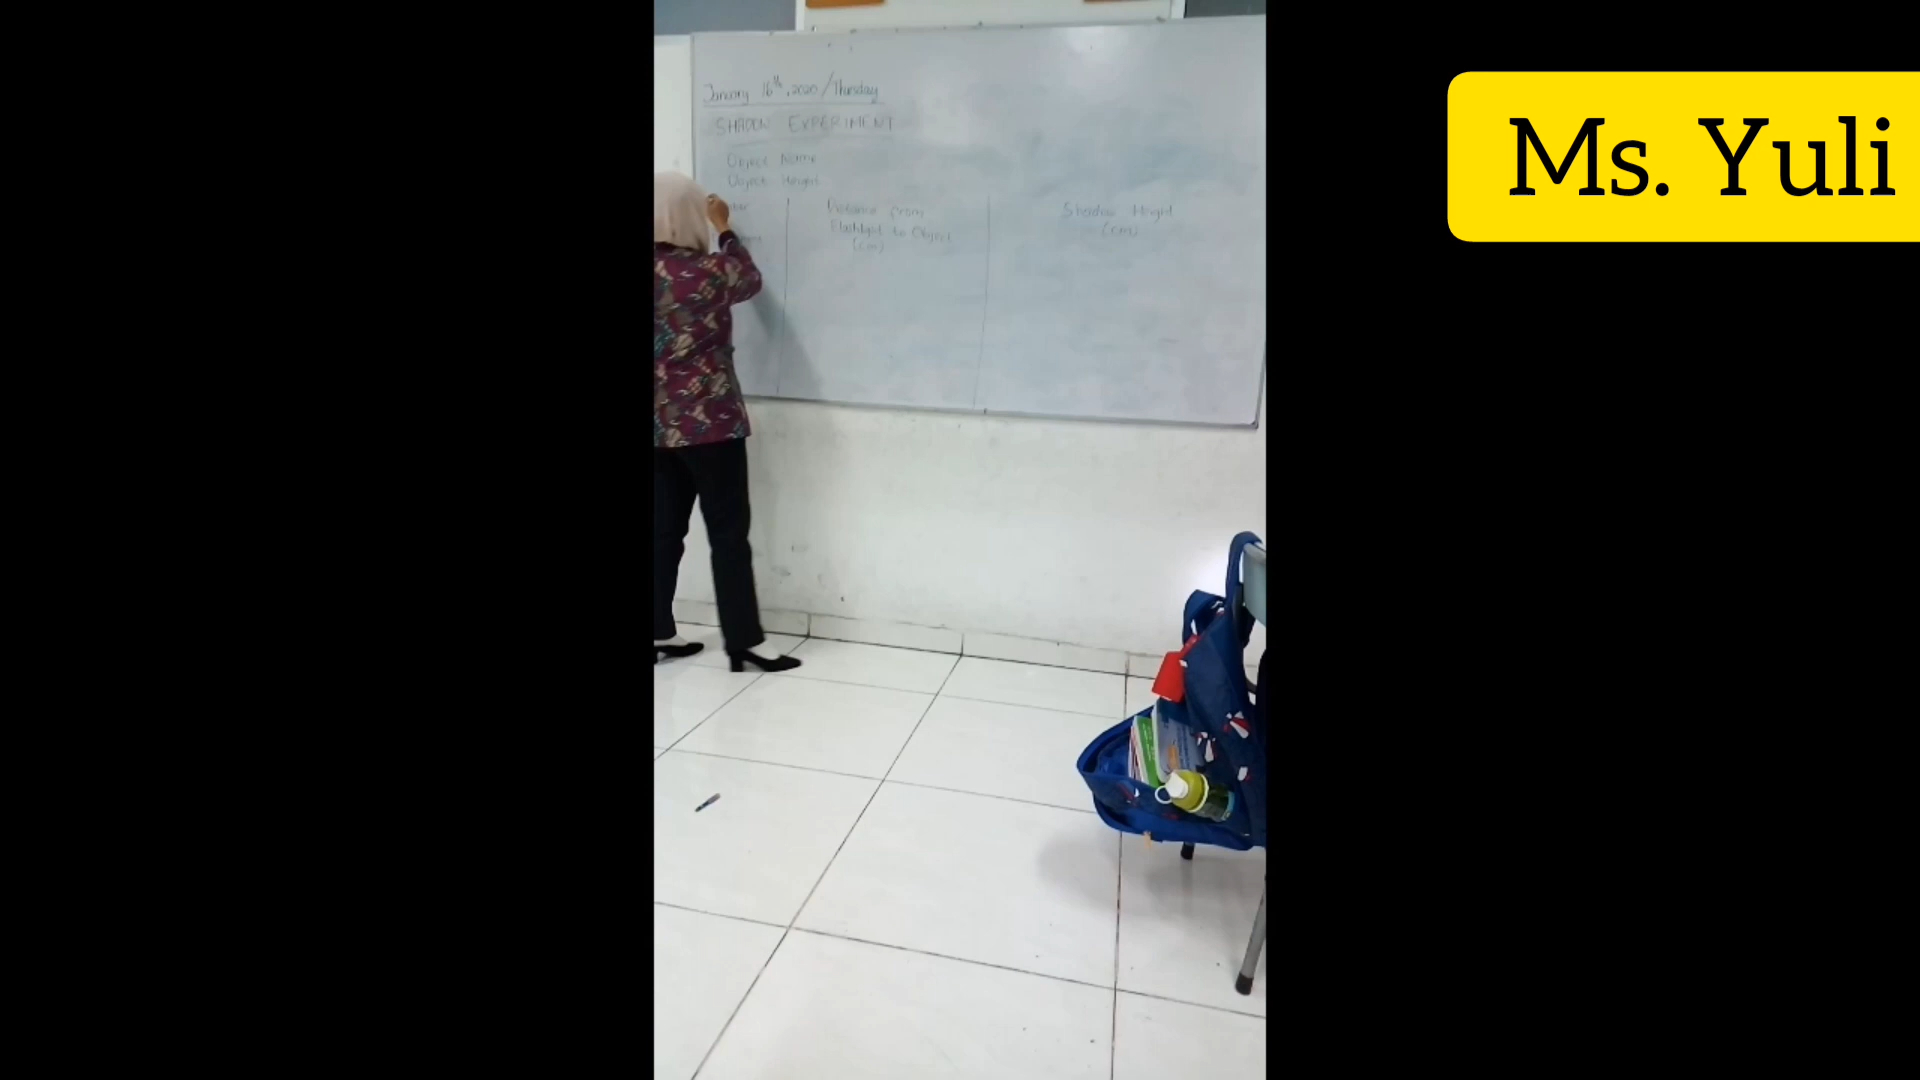 Ms. Yuli
January 16th, 2020 / Thursday
SHADOW EXPERIMENT
Object Name
Object Height
Distance from
Flashlight to Object
(cm)
Shadow Height
(cm)